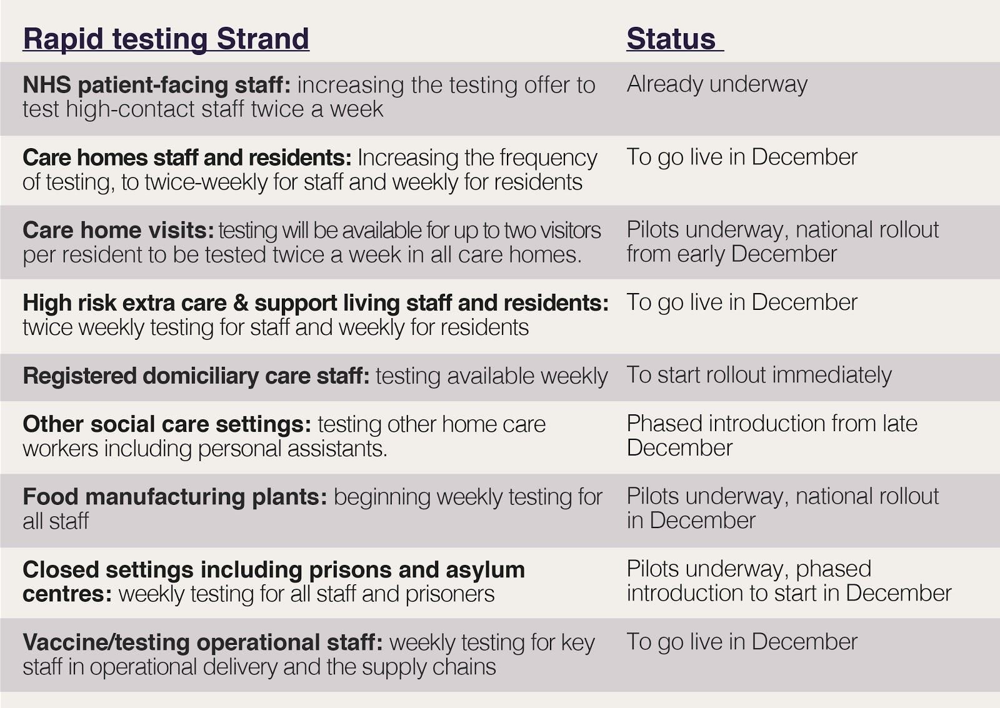 Rapid testing Strand
Status
NHS patient-facing staff: increasing the testing offer to
test high-contact staff twice a week
Already underway
Care homes staff and residents: Increasing the frequency
of testing, to twice-weekly for staff and weekly for residents
To go live in December
Care home visits: testing will be available for up to two visitors
per resident to be tested twice a week in all care homes.
Pilots underway, national rollout
from early December
High risk extra care & support living staff and residents:
twice weekly testing for staff and weekly for residents
To go live in December
Registered domiciliary care staff: testing available weekly
To start rollout immediately
Other social care settings: testing other home care
workers including personal assistants.
Phased introduction from late
December
Food manufacturing plants: beginning weekly testing for
all staff
Pilots underway, national rollout
in December
Closed settings including prisons and asylum
centres: weekly testing for all staff and prisoners
Pilots underway, phased
introduction to start in December
Vaccine/testing operational staff: weekly testing for key
staff in operational delivery and the supply chains
To go live in December